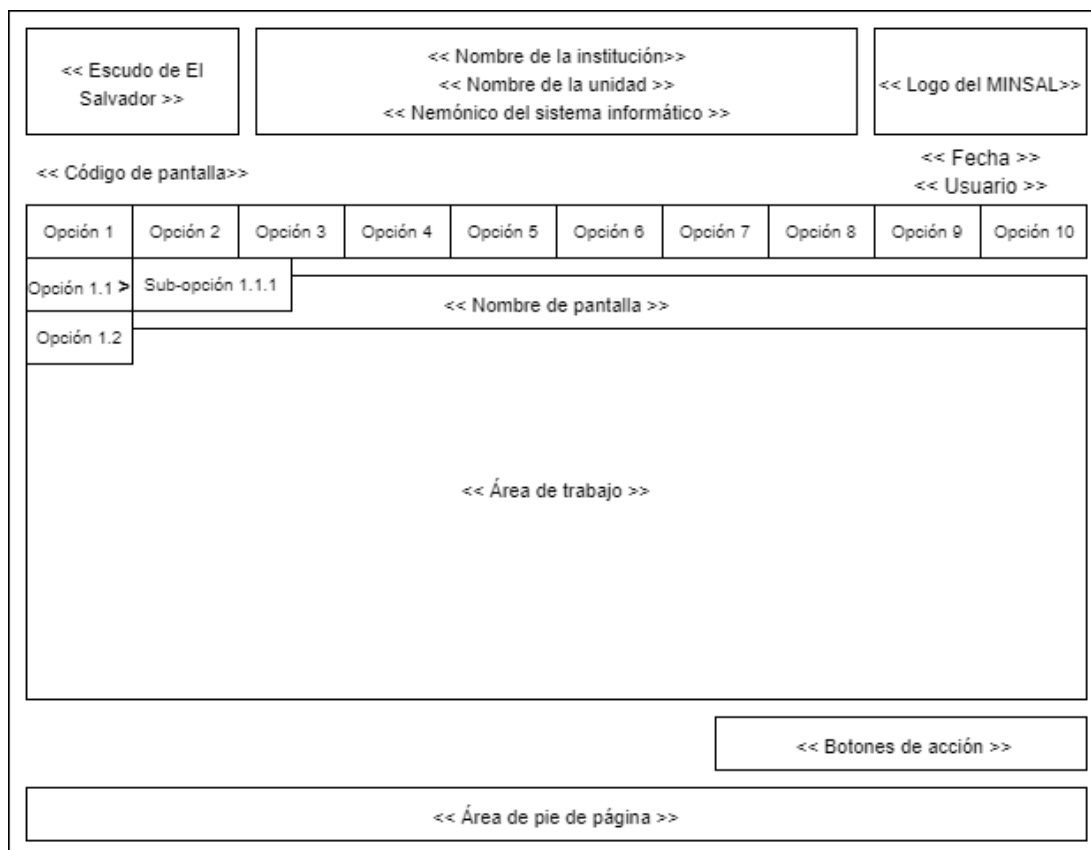 << Escudo de El
Salvador >>
<< Nombre de la institución>>
<< Nombre de la unidad >>
<< Nemónico del sistema informático >>
<< Logo del MINSAL>>
<< Código de pantalla>>
<< Fecha >>
<< Usuario >>
Opción 1
Opción 2
Opción 3
Opción 4
Opción 5
Opción 6
Opción 7
Opción 8
Opción 9
Opción 10
Opción 1.1 >
Sub-opción 1.1.1
<< Nombre de pantalla >>
Opción 1.2
<< Área de trabajo >>
<< Botones de acción >>
<< Área de pie de página >>